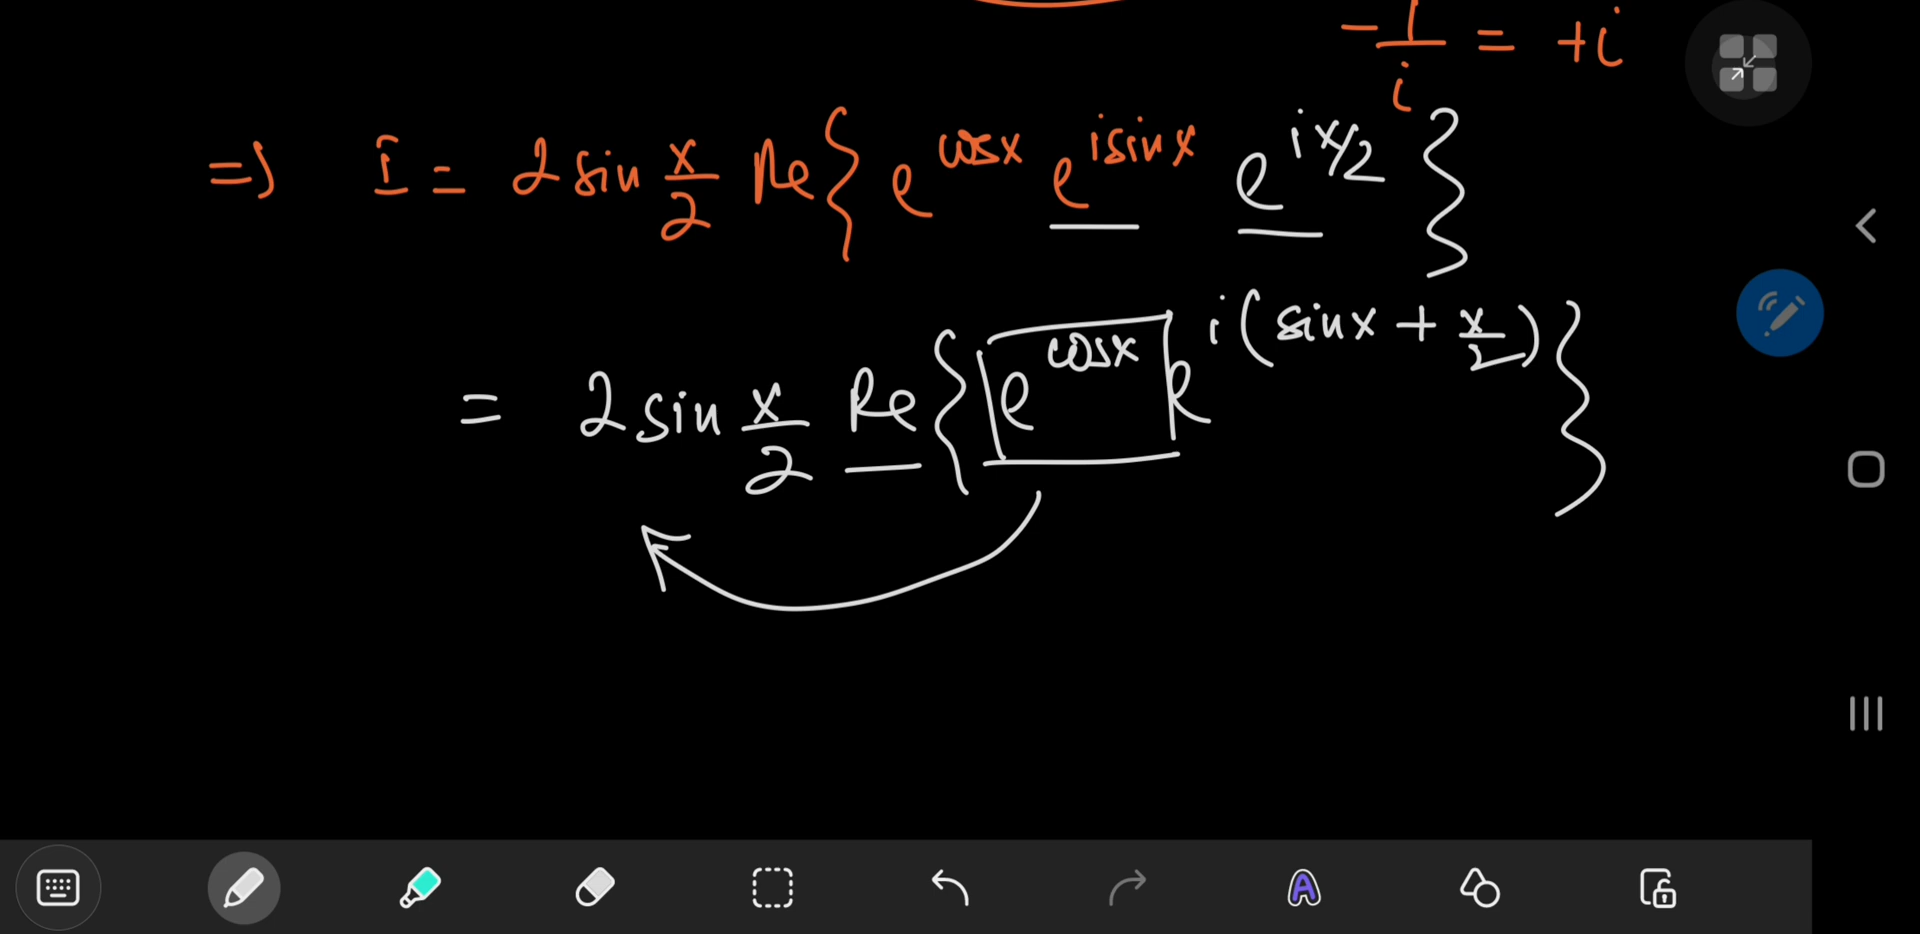 -1/i = +i
=> I = 2 sin x/2 Re{ e^cosx e^isinx e^ix/2 }
= 2 sin x/2 Re{ e^cosx e^i(sinx + x/2) }